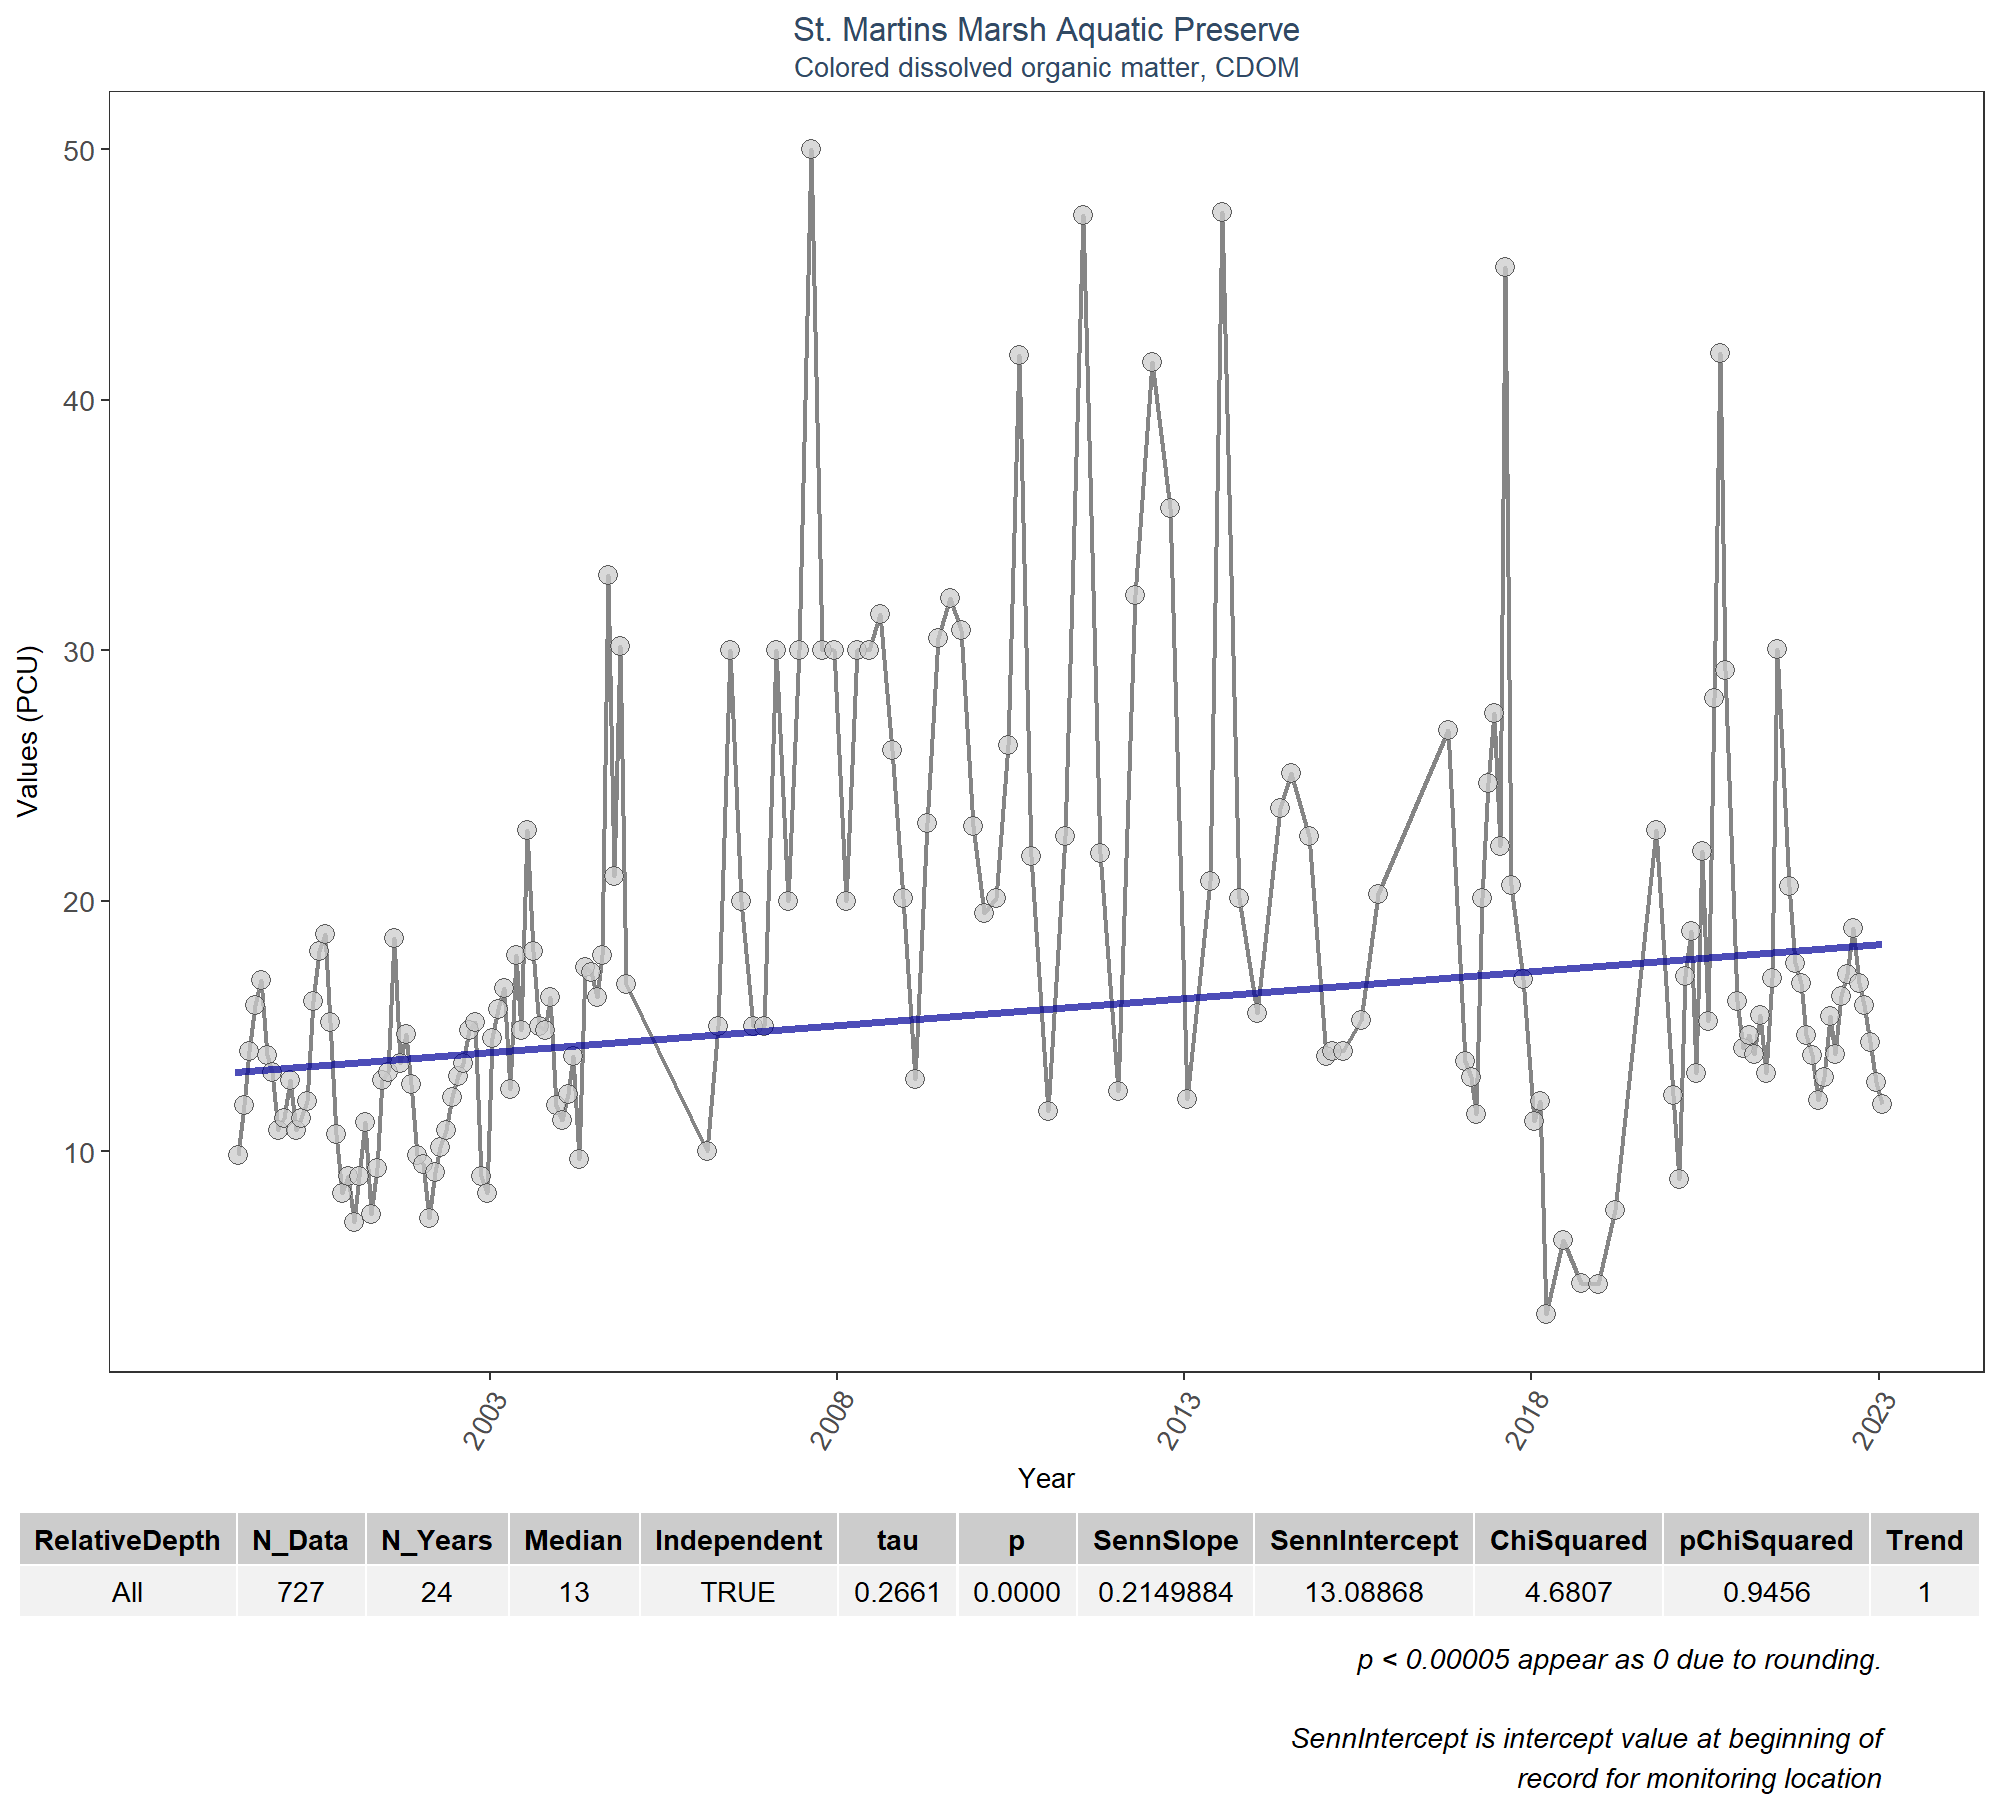 St. Martins Marsh Aquatic Preserve
Colored dissolved organic matter, CDOM
50
40
30
20
10
Values (PCU)
2003
2008
2013
2018
2023
Year
RelativeDepth N_Data N_Years Median Independent tau p SennSlope SennIntercept ChiSquared pChiSquared Trend
All 727 24 13 TRUE 0.2661 0.0000 0.2149884 13.08868 4.6807 0.9456 1
p < 0.00005 appear as 0 due to rounding.
SennIntercept is intercept value at beginning of
record for monitoring location